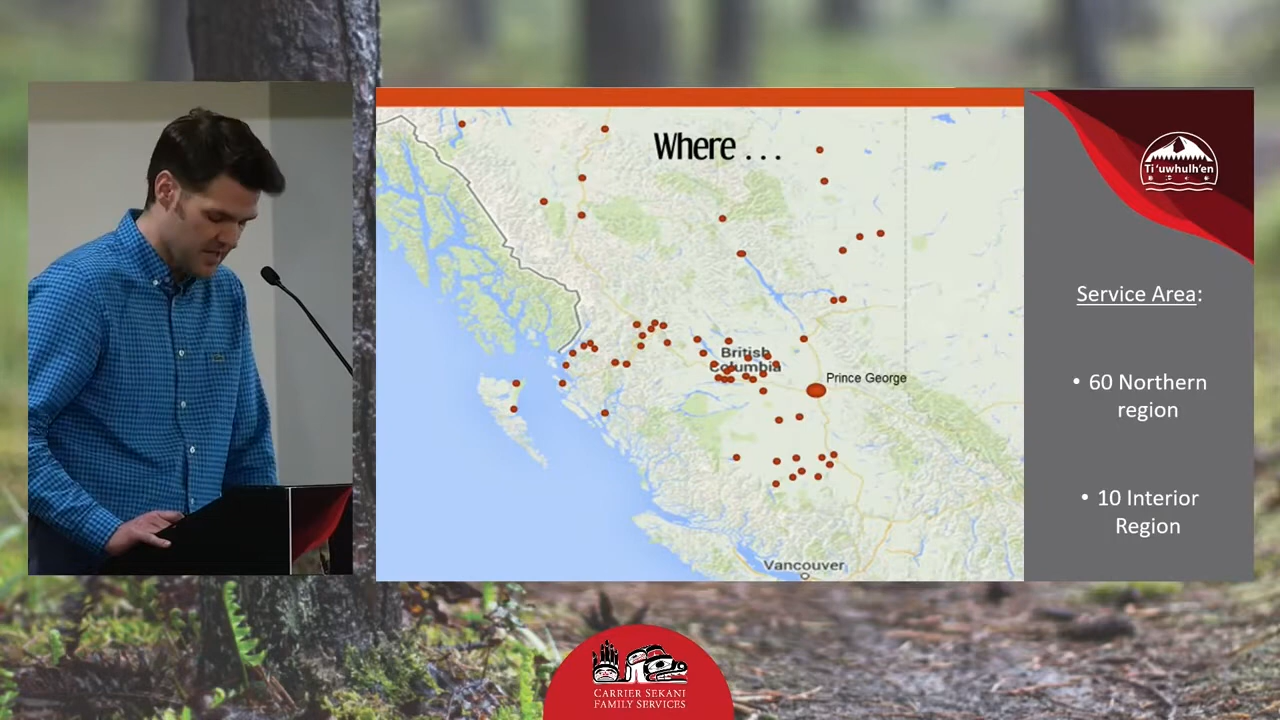 Where . . .
British
Columbia
Prince George
Vancouver
Ti'uwhulh'en
Service Area:
• 60 Northern
region
• 10 Interior
Region
CARRIER SEKANI
FAMILY SERVICES